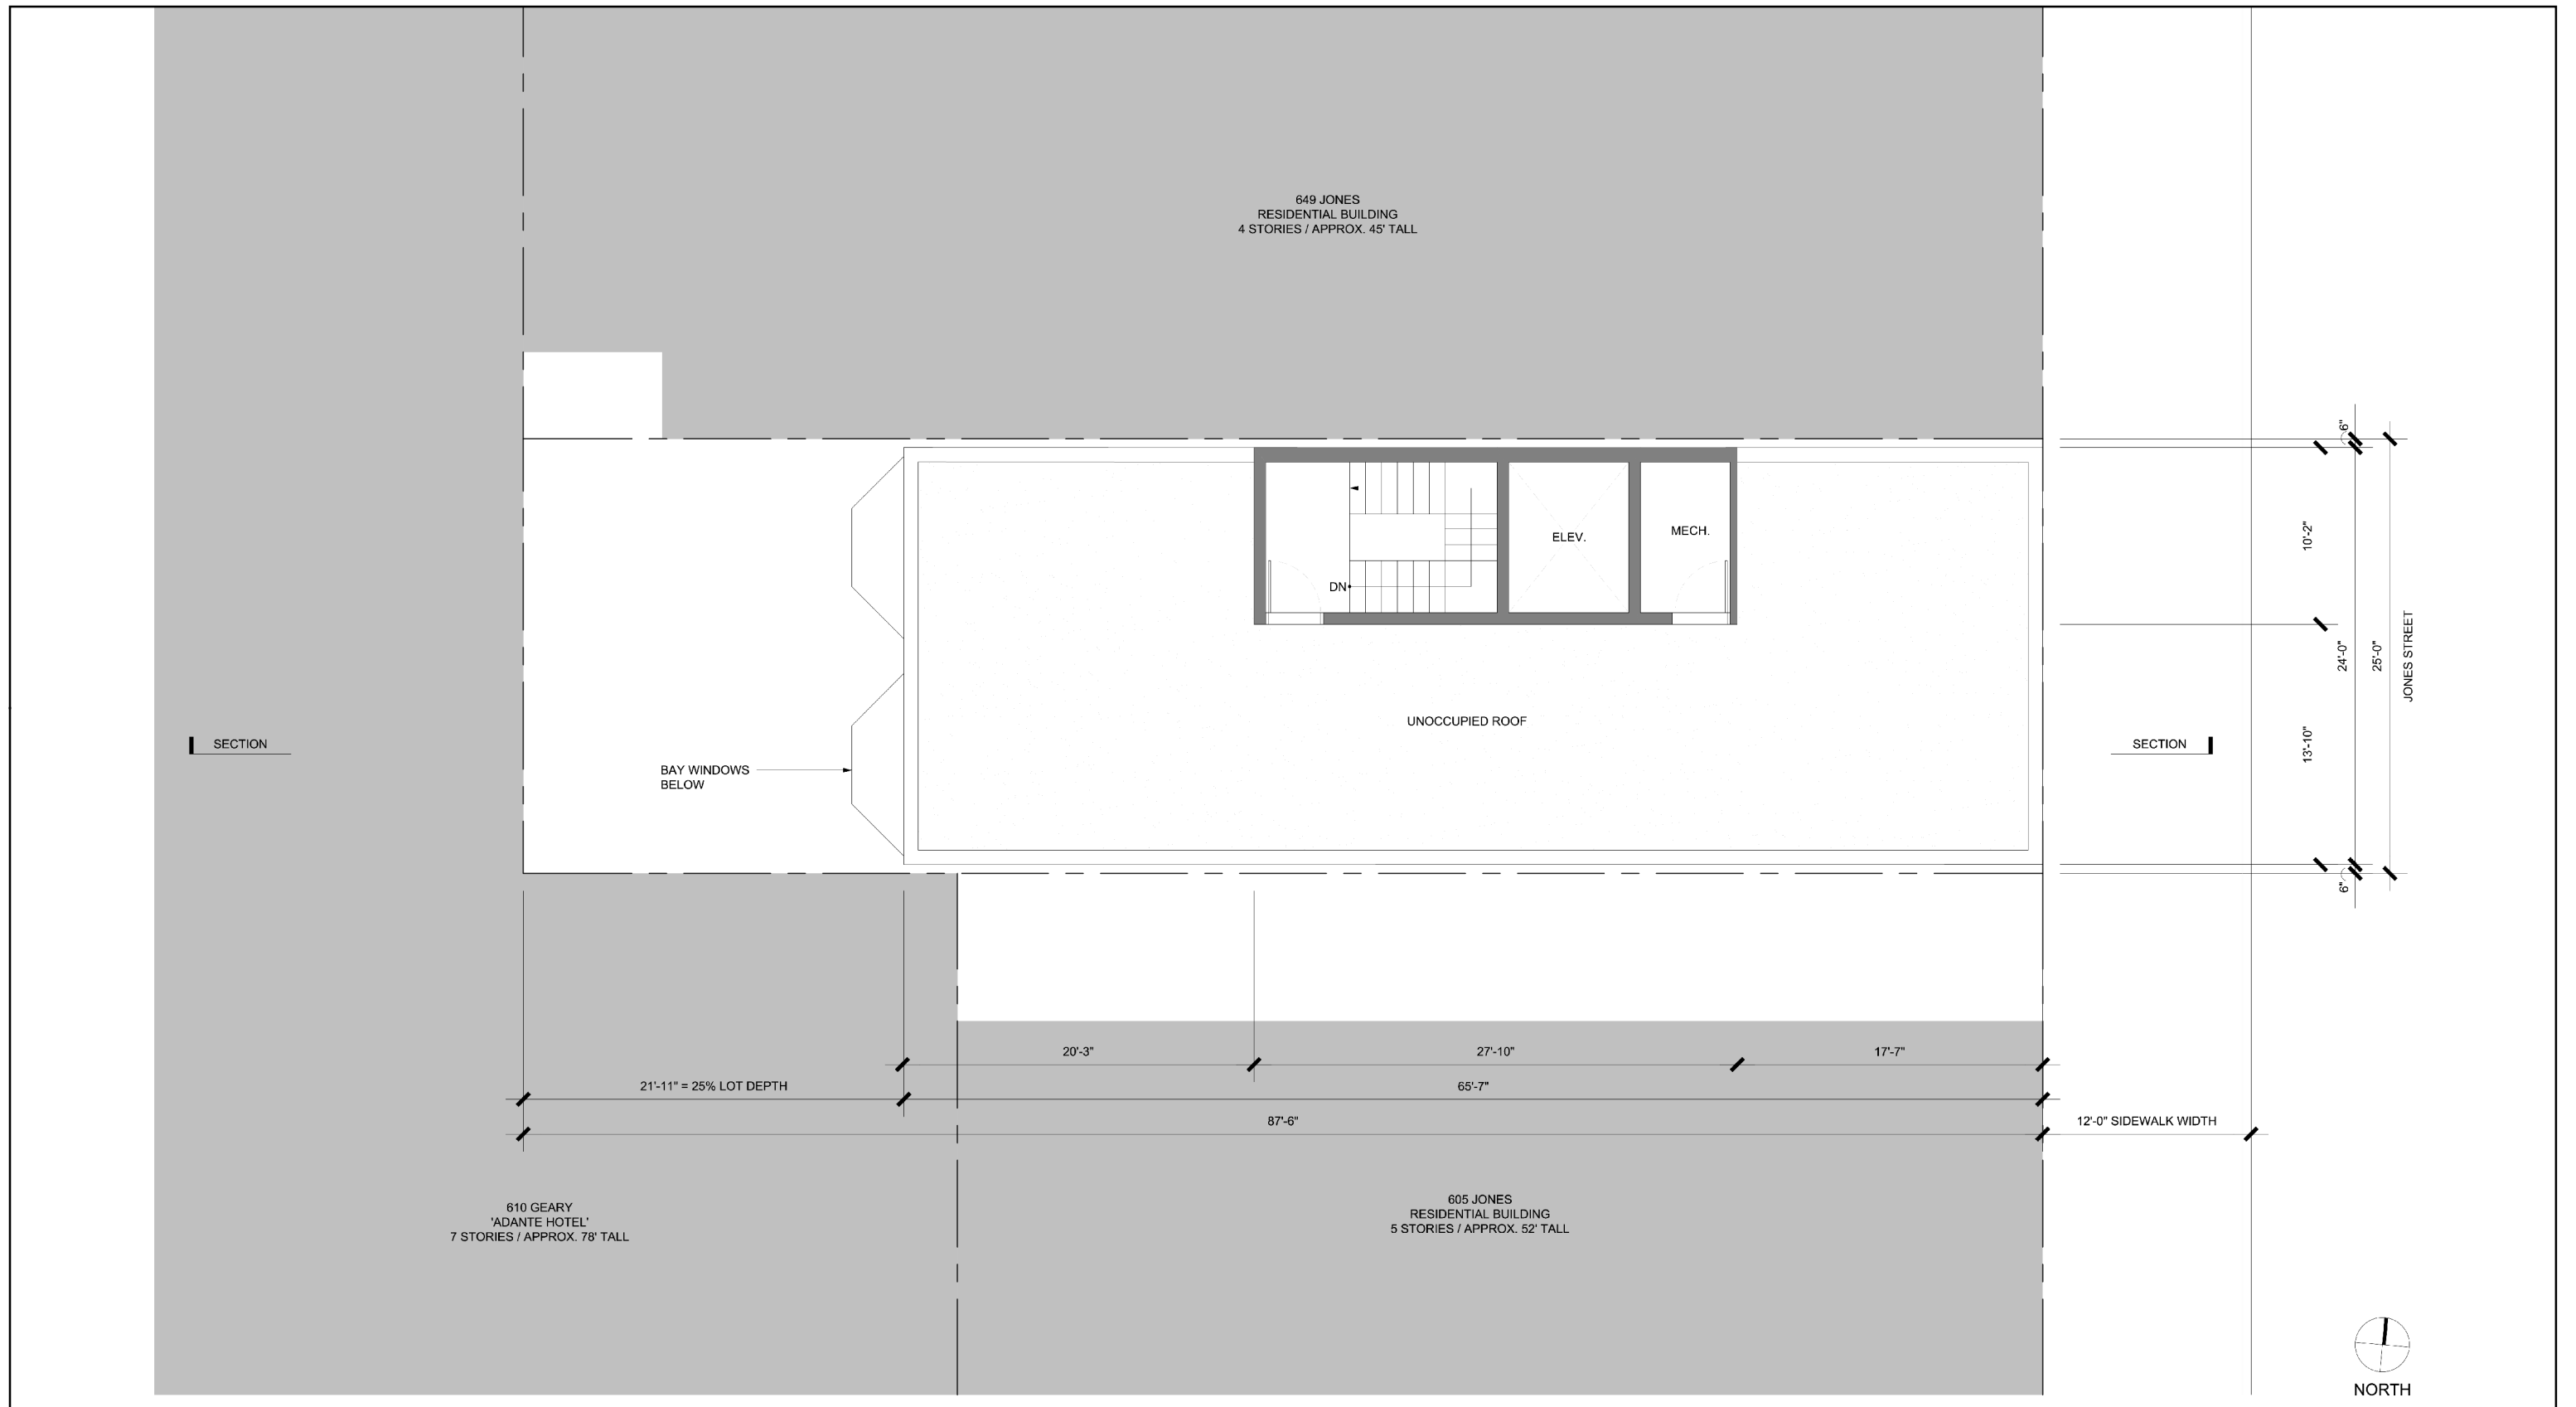 649 JONES
RESIDENTIAL BUILDING
4 STORIES / APPROX. 45' TALL
6"
10'-2"
ELEV.
MECH.
DN
24'-0"
25'-0"
JONES STREET
UNOCCUPIED ROOF
SECTION
SECTION
13'-10"
BAY WINDOWS
BELOW
6"
20'-3"
27'-10"
17'-7"
21'-11" = 25% LOT DEPTH
65'-7"
87'-6"
12'-0" SIDEWALK WIDTH
610 GEARY
'ADANTE HOTEL'
7 STORIES / APPROX. 78' TALL
605 JONES
RESIDENTIAL BUILDING
5 STORIES / APPROX. 52' TALL
NORTH